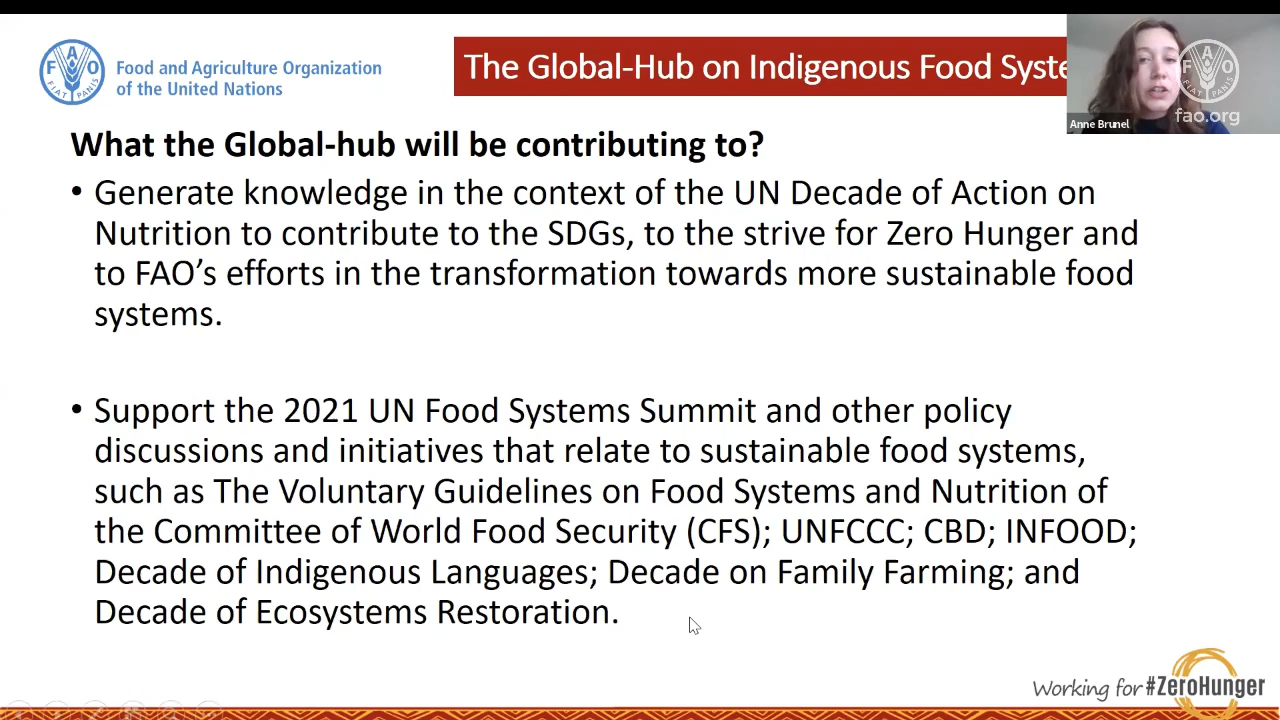 Food and Agriculture Organization
of the United Nations
F A O
FIAT PANIS
The Global-Hub on Indigenous Food Syste
F A O
FIAT PANIS
fao.org
Anne Brunel
What the Global-hub will be contributing to?
• Generate knowledge in the context of the UN Decade of Action on
Nutrition to contribute to the SDGs, to the strive for Zero Hunger and
to FAO’s efforts in the transformation towards more sustainable food
systems.
• Support the 2021 UN Food Systems Summit and other policy
discussions and initiatives that relate to sustainable food systems,
such as The Voluntary Guidelines on Food Systems and Nutrition of
the Committee of World Food Security (CFS); UNFCCC; CBD; INFOOD;
Decade of Indigenous Languages; Decade on Family Farming; and
Decade of Ecosystems Restoration.
Working for #ZeroHunger